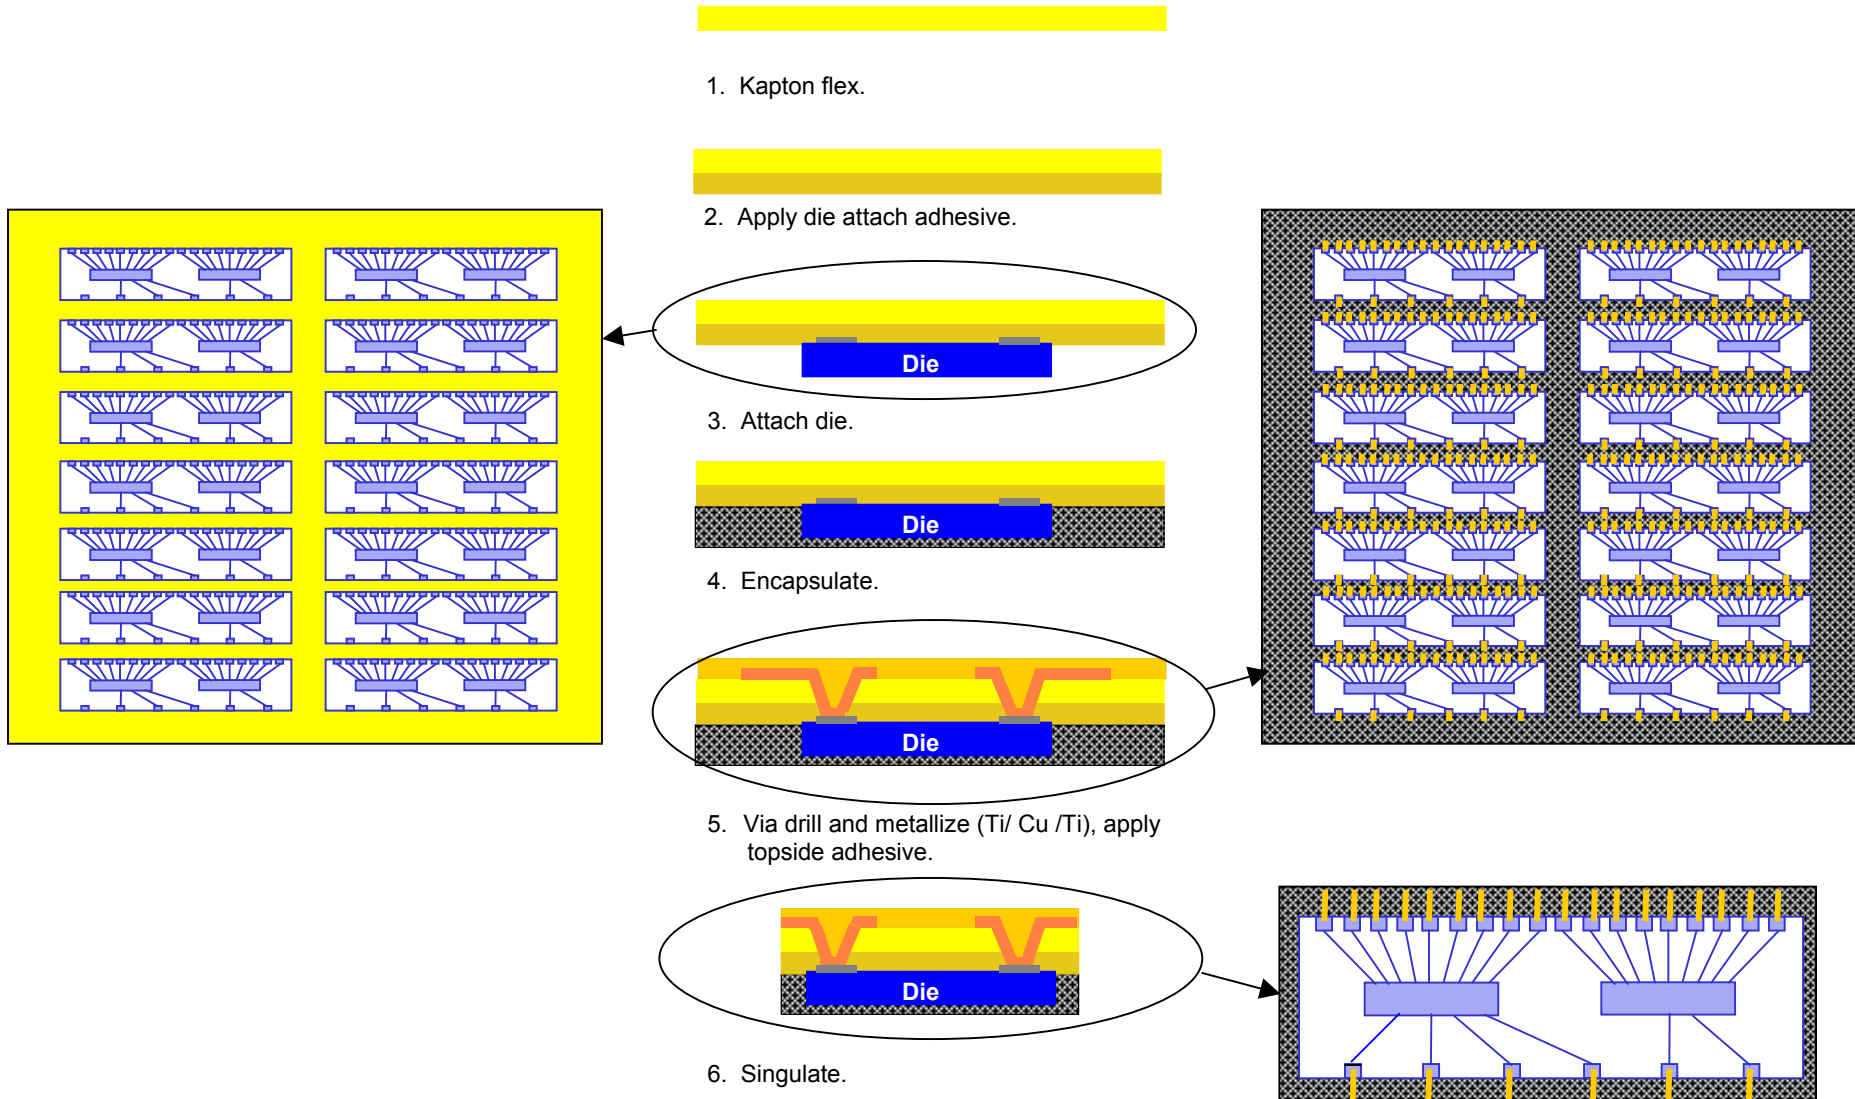 1. Kapton flex.
2. Apply die attach adhesive.
Die
3. Attach die.
Die
4. Encapsulate.
Die
5. Via drill and metallize (Ti/ Cu /Ti), apply
topside adhesive.
Die
6. Singulate.